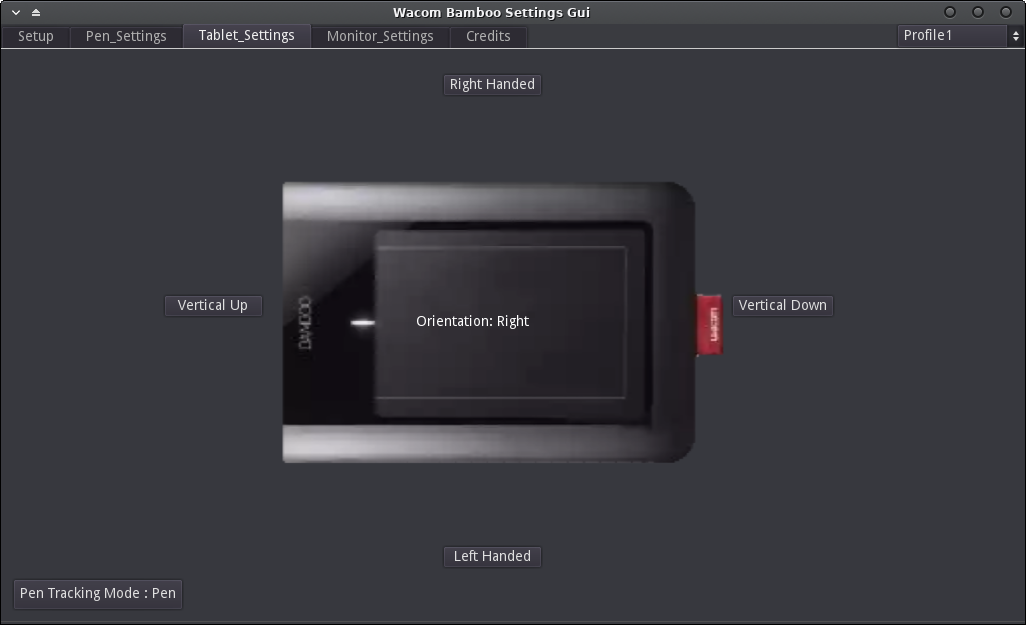 Wacom Bamboo Settings Gui
Setup Pen_Settings Tablet_Settings Monitor_Settings Credits Profile1
Right Handed
Vertical Up
BAMBOO
Orientation: Right
wacom
Vertical Down
Left Handed
Pen Tracking Mode : Pen